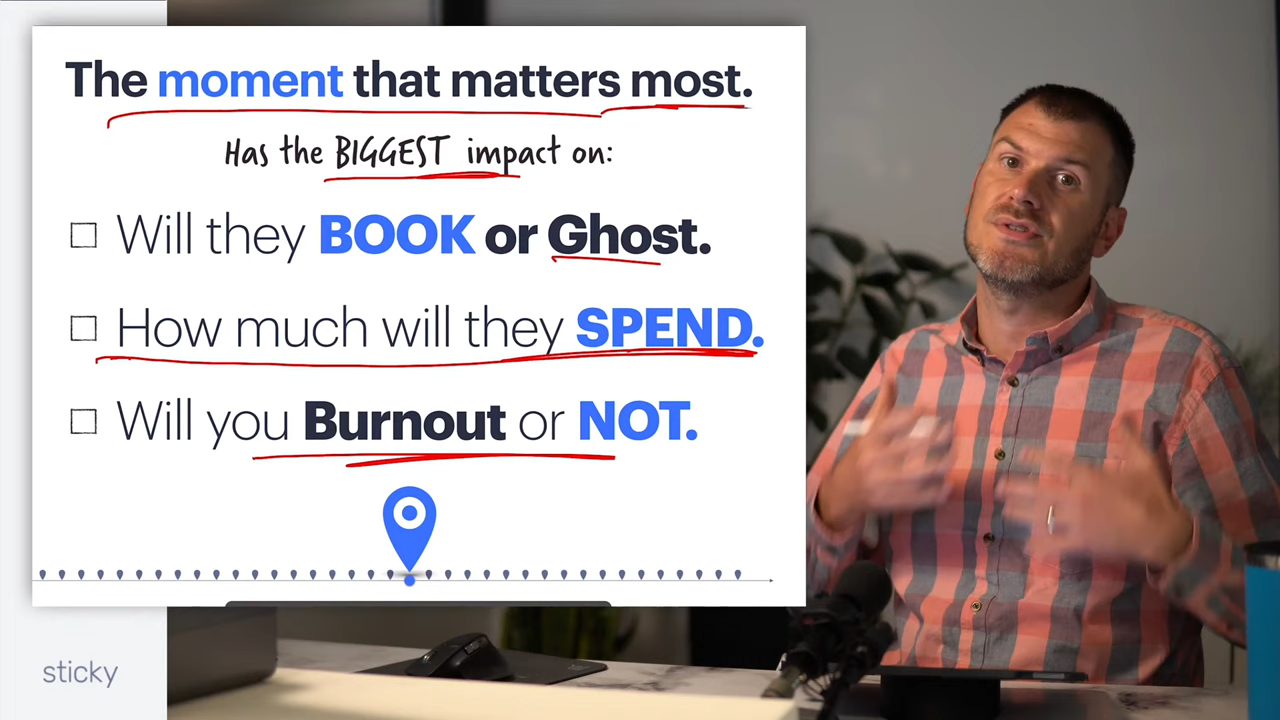 The moment that matters most.
Has the BIGGEST impact on:
Will they BOOK or Ghost.
How much will they SPEND.
Will you Burnout or NOT.
sticky